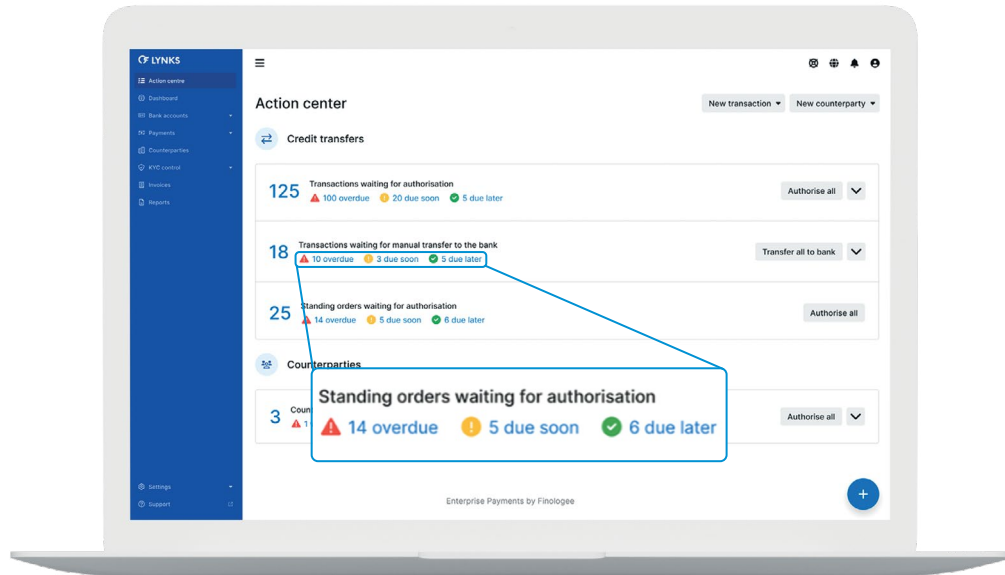 LYNKS
Action centre
Dashboard
Bank accounts
Payments
Counterparties
KYC control
Invoices
Reports
Settings
Support
Action center
New transaction
New counterparty
Credit transfers
125
Transactions waiting for authorisation
100 overdue 20 due soon 5 due later
Authorise all
18
Transactions waiting for manual transfer to the bank
10 overdue 3 due soon 5 due later
Transfer all to bank
25
Standing orders waiting for authorisation
14 overdue 5 due soon 6 due later
Authorise all
Counterparties
3
Authorise all
Standing orders waiting for authorisation
14 overdue 5 due soon 6 due later
Enterprise Payments by Finologee
+